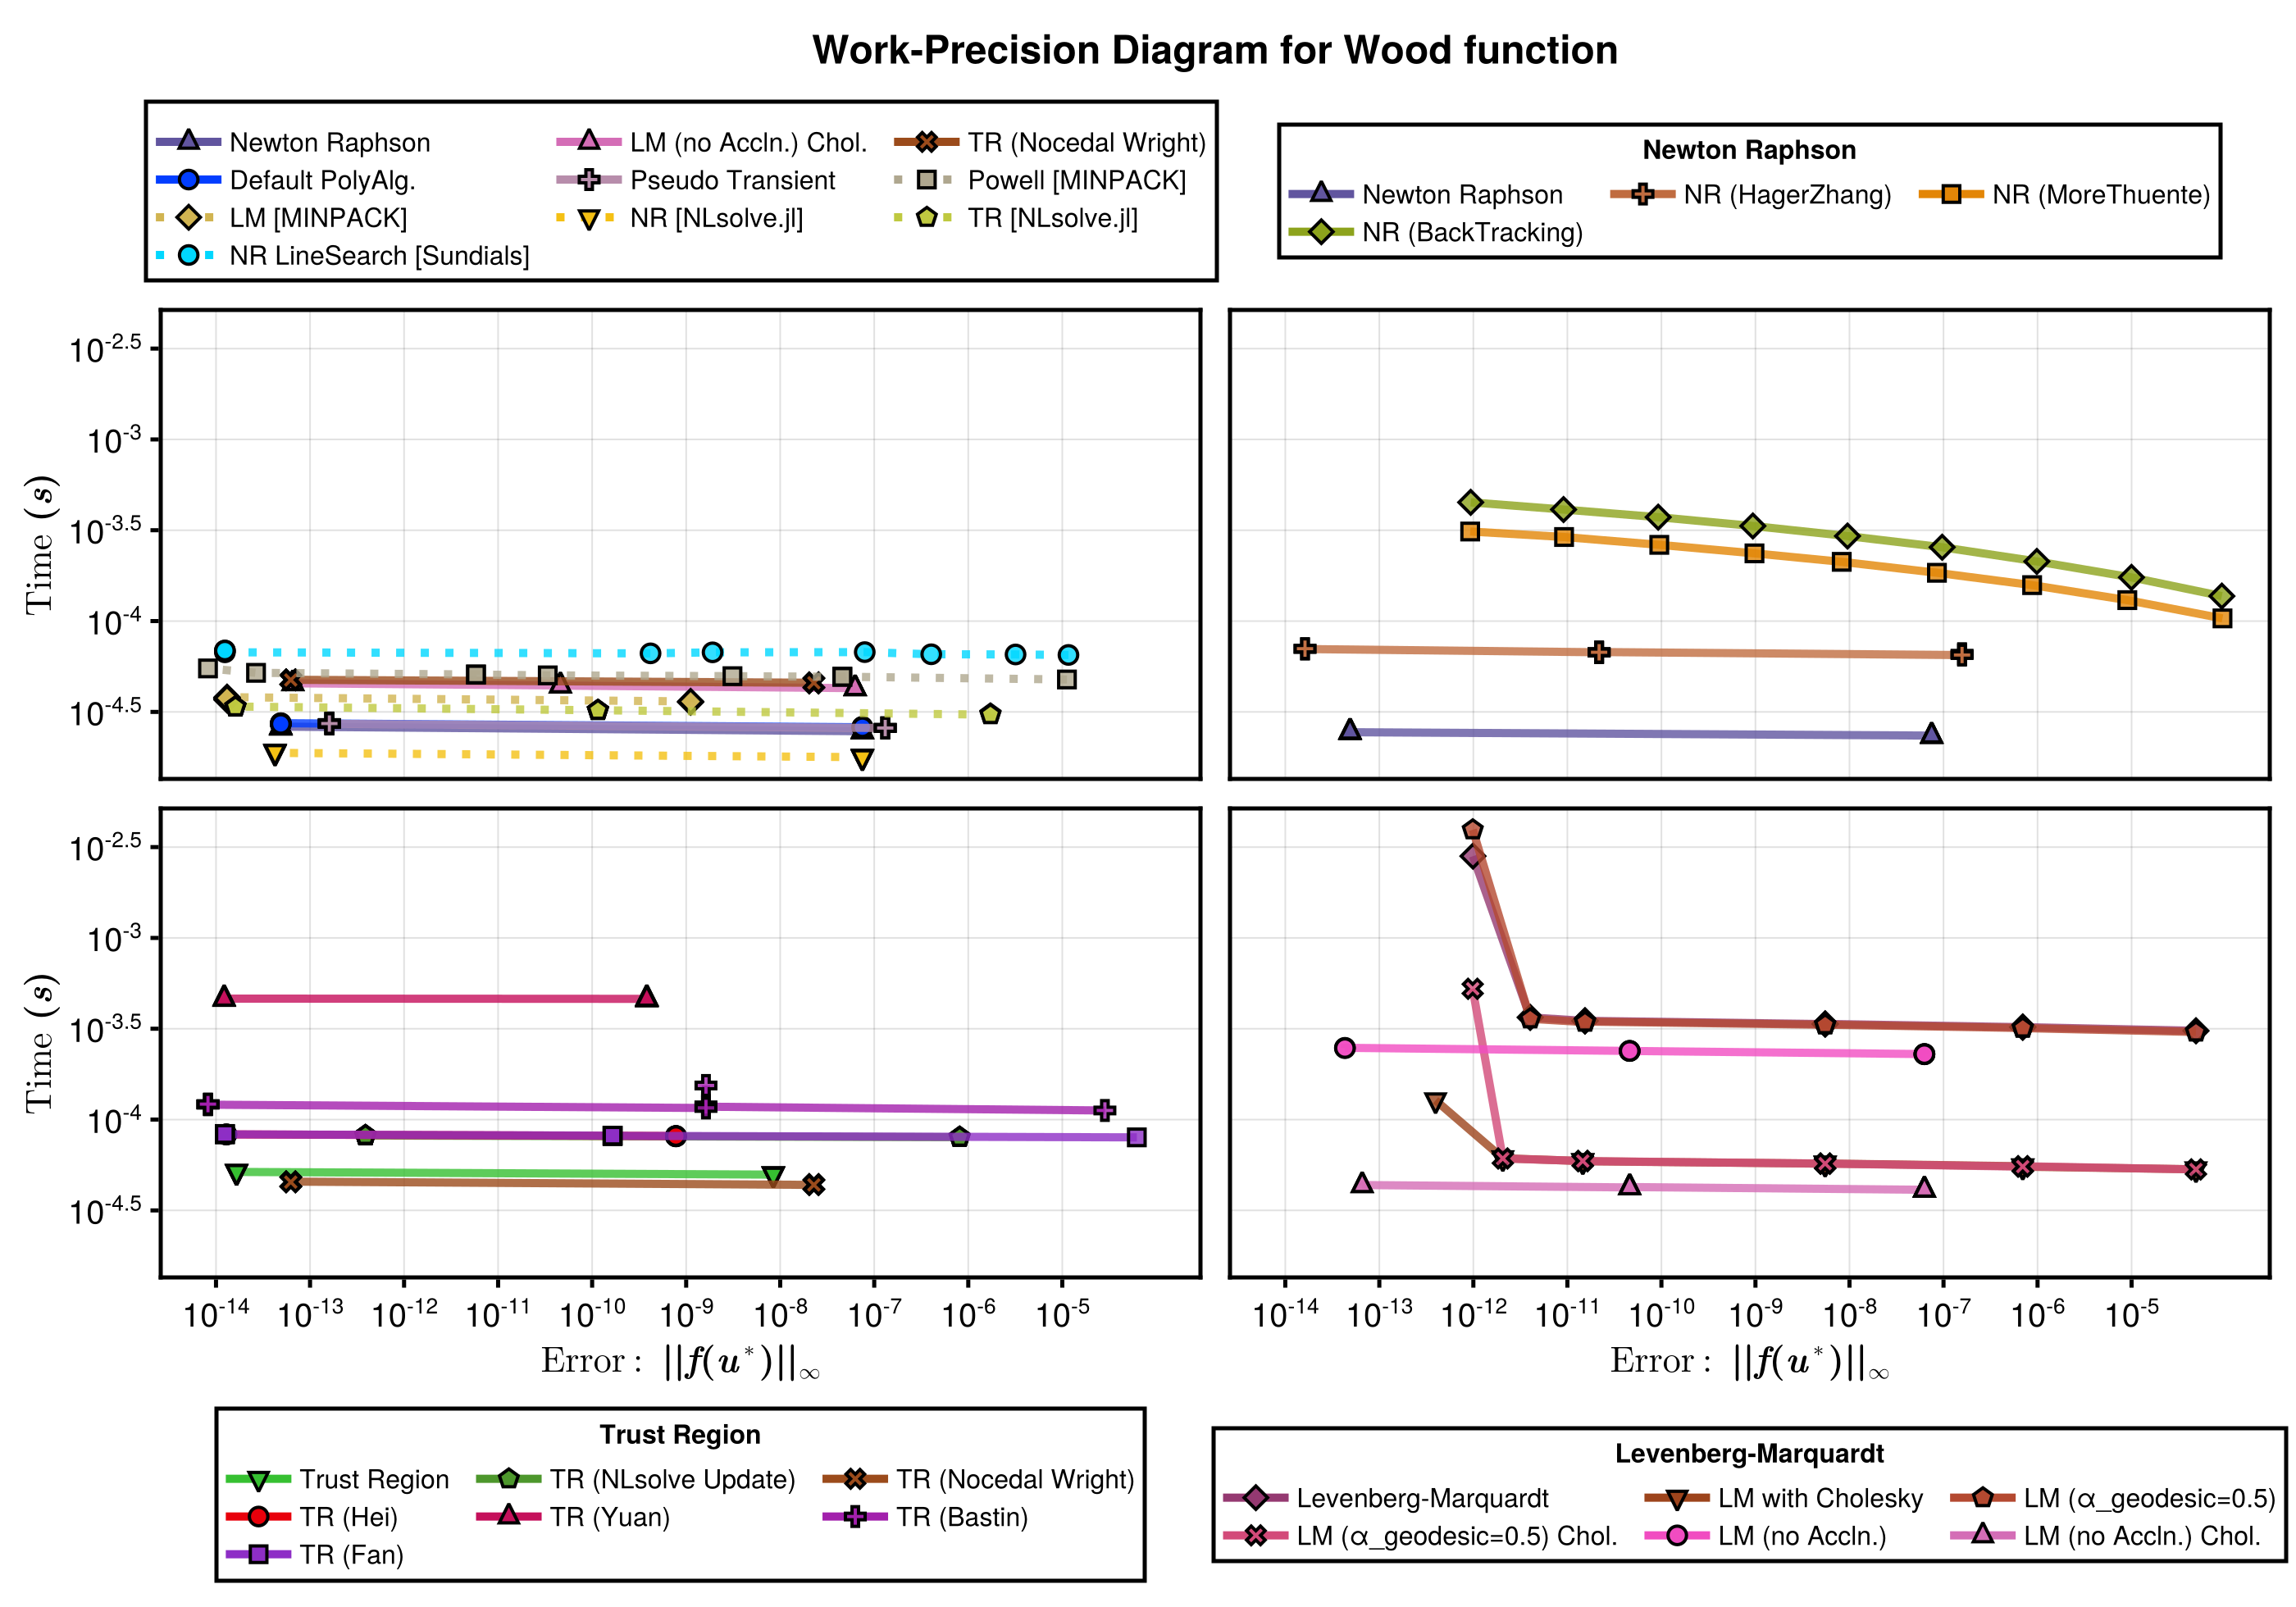 Work-Precision Diagram for Wood function
Newton Raphson LM (no Accln.) Chol. TR (Nocedal Wright)
Default PolyAlg. Pseudo Transient Powell [MINPACK]
LM [MINPACK] NR [NLsolve.jl] TR [NLsolve.jl]
NR LineSearch [Sundials]
Newton Raphson
Newton Raphson NR (HagerZhang) NR (MoreThuente)
NR (BackTracking)
Time (s)
10^-2.5
10^-3
10^-3.5
10^-4
10^-4.5
Time (s)
10^-2.5
10^-3
10^-3.5
10^-4
10^-4.5
10^-14 10^-13 10^-12 10^-11 10^-10 10^-9 10^-8 10^-7 10^-6 10^-5
Error: ||f(u*)||∞
10^-14 10^-13 10^-12 10^-11 10^-10 10^-9 10^-8 10^-7 10^-6 10^-5
Error: ||f(u*)||∞
Trust Region
Trust Region TR (NLsolve Update) TR (Nocedal Wright)
TR (Hei) TR (Yuan) TR (Bastin)
TR (Fan)
Levenberg-Marquardt
Levenberg-Marquardt LM with Cholesky LM (α_geodesic=0.5)
LM (α_geodesic=0.5) Chol. LM (no Accln.) LM (no Accln.) Chol.